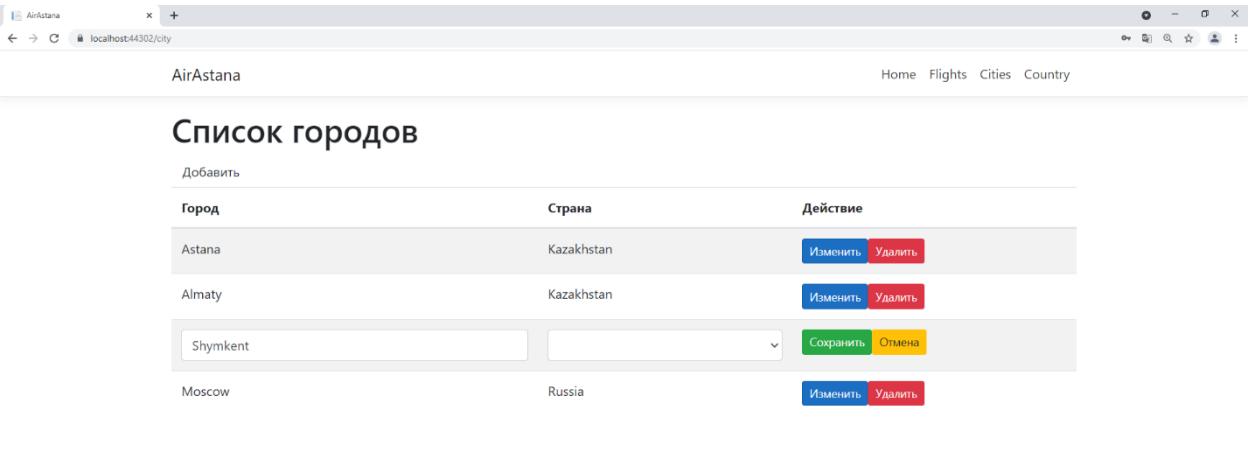 AirAstana
localhost:44302/city
AirAstana Home Flights Cities Country
Список городов
Добавить
Город Страна Действие
Astana Kazakhstan Изменить Удалить
Almaty Kazakhstan Изменить Удалить
Shymkent Сохранить Отмена
Moscow Russia Изменить Удалить